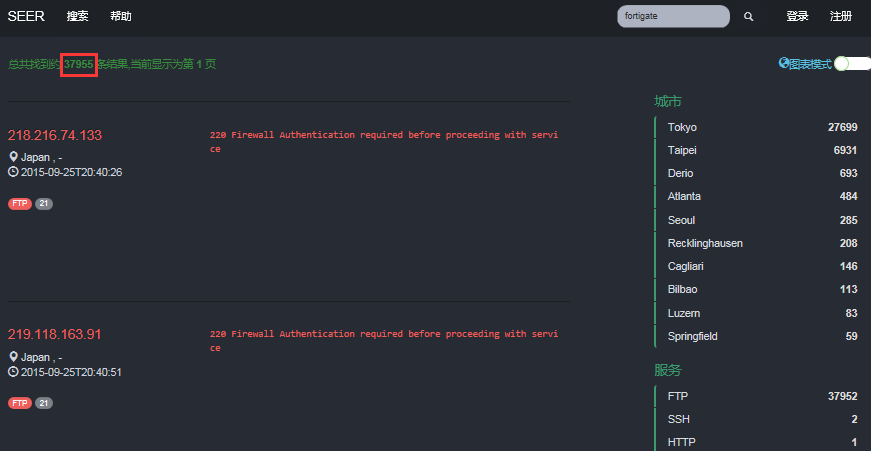 SEER 搜索 帮助 fortigate 登录 注册
总共找到约 37955 条结果,当前显示为第 1 页
图表模式
218.216.74.133
Japan , -
2015-09-25T20:40:26
FTP 21
220 Firewall Authentication required before proceeding with servi
ce
219.118.163.91
Japan , -
2015-09-25T20:40:51
FTP 21
220 Firewall Authentication required before proceeding with servi
ce
城市
Tokyo 27699
Taipei 6931
Derio 693
Atlanta 484
Seoul 285
Recklinghausen 208
Cagliari 146
Bilbao 113
Luzern 83
Springfield 59
服务
FTP 37952
SSH 2
HTTP 1